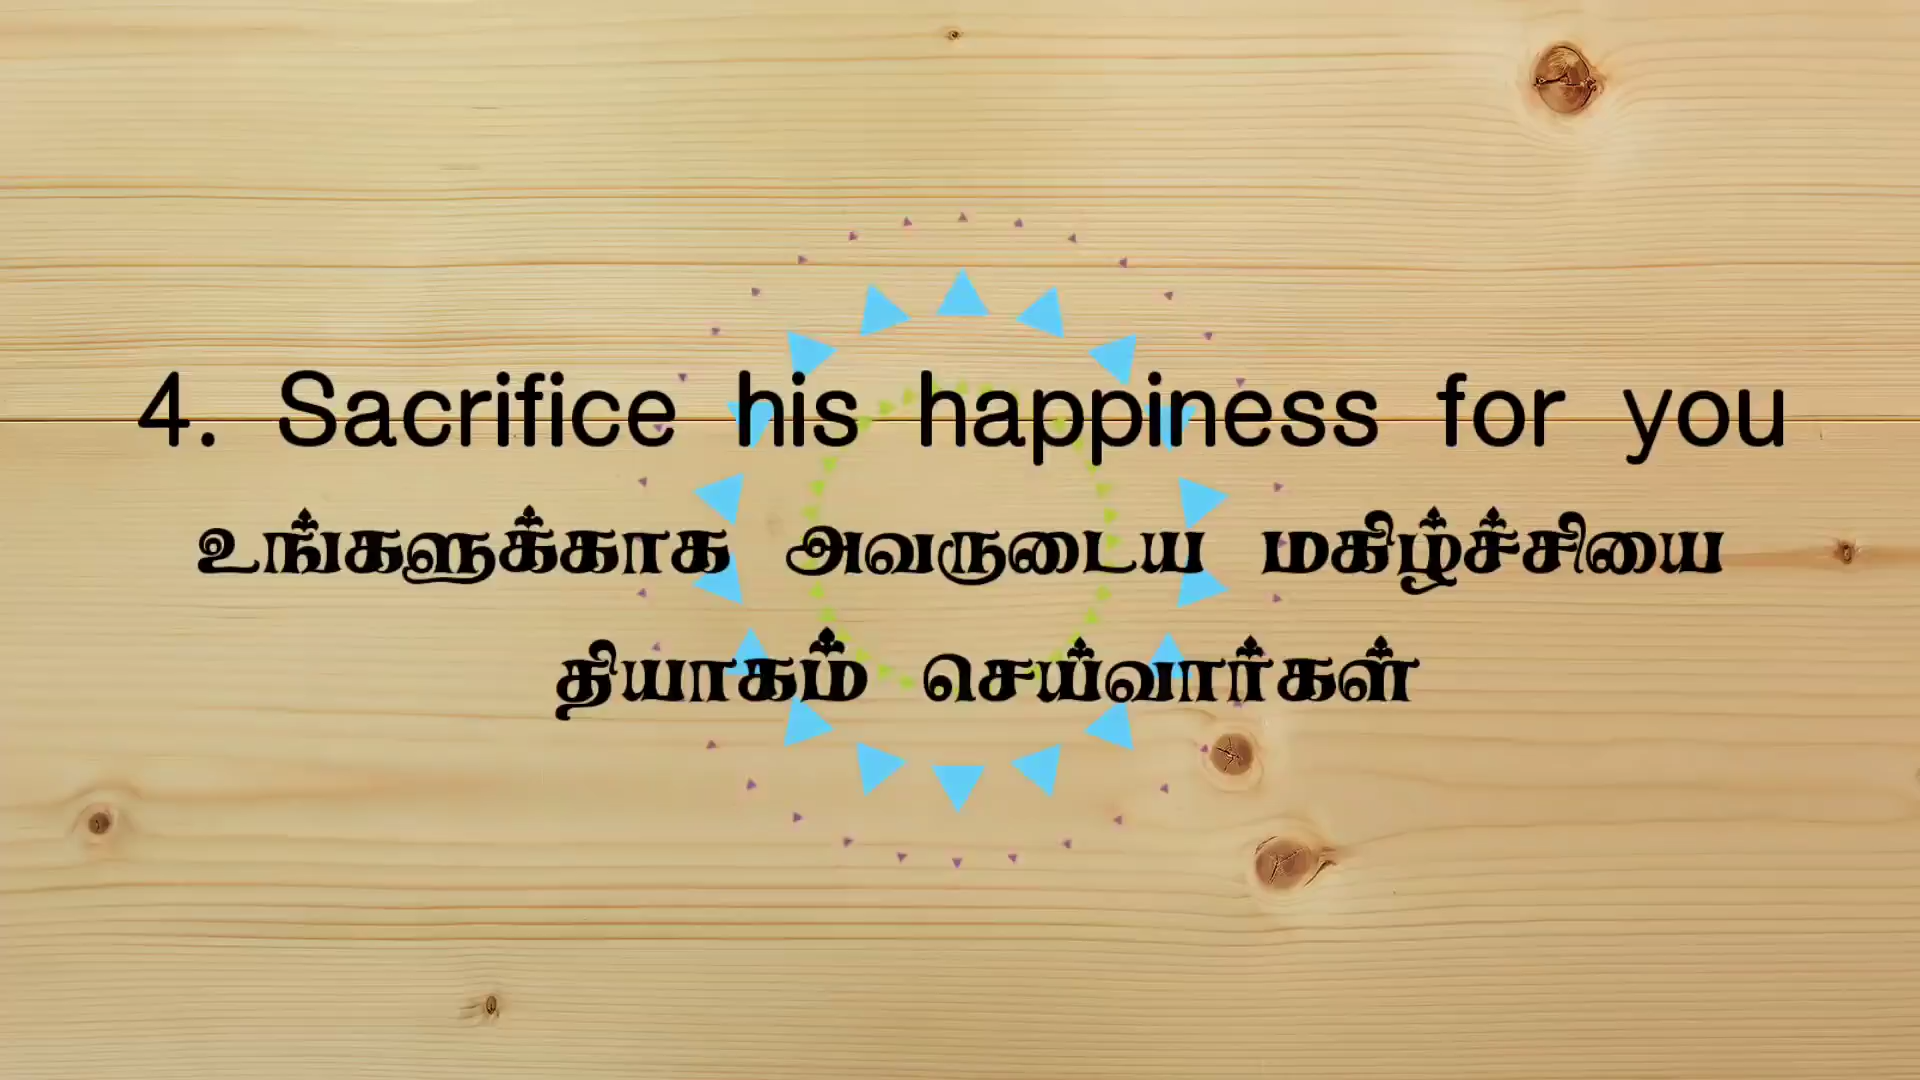 4. Sacrifice his happiness for you
உங்களுக்காக அவருடைய மகிழ்ச்சியை
தியாகம் செய்வார்கள்